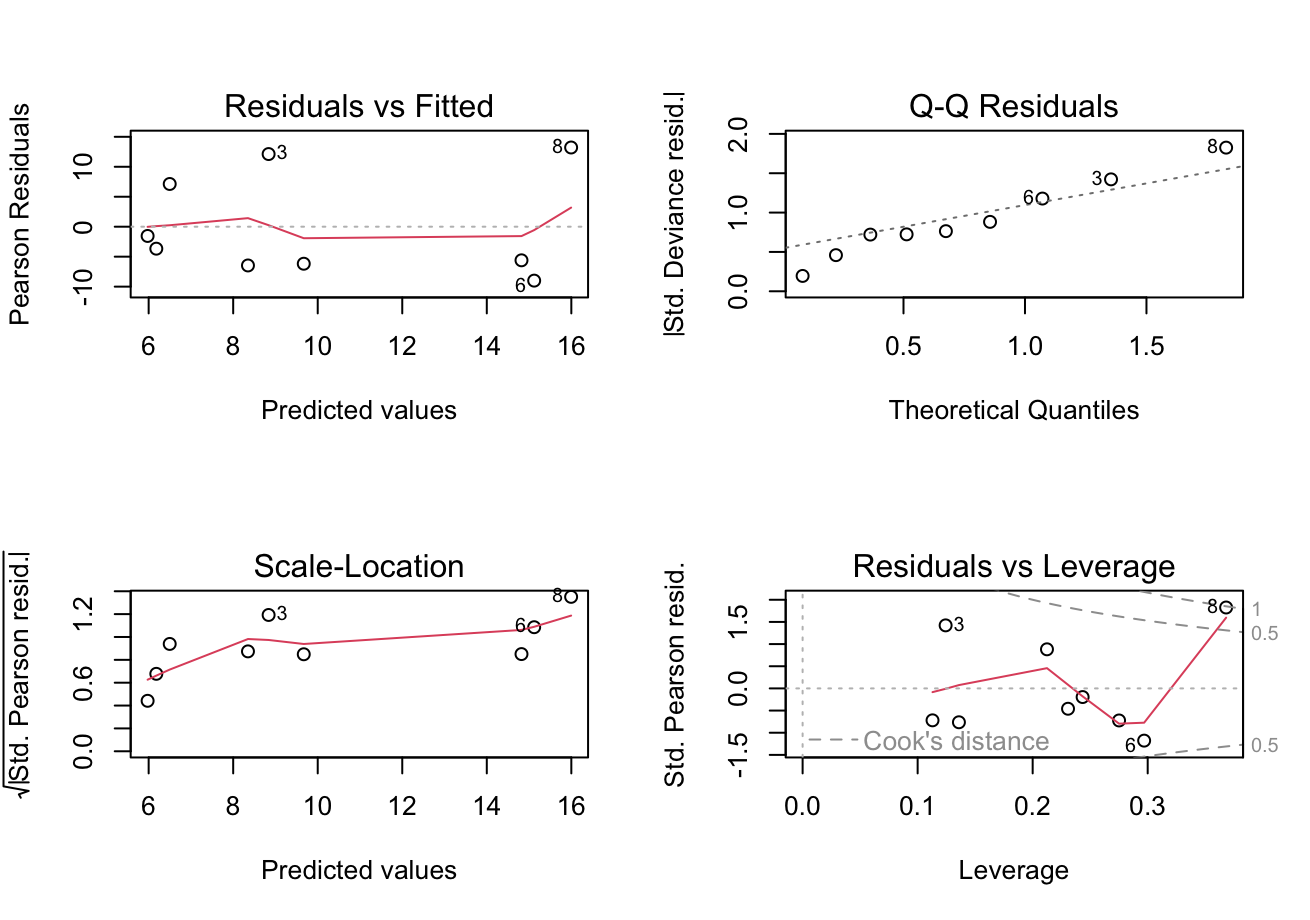 Residuals vs Fitted
Pearson Residuals
-10 0 10
3
8
6
6 8 10 12 14 16
Predicted values
Q-Q Residuals
|Std. Deviance resid.|
0.0 1.0 2.0
8
3
6
0.5 1.0 1.5
Theoretical Quantiles
Scale-Location
√|Std. Pearson resid.|
0.0 0.6 1.2
3
8
6
6 8 10 12 14 16
Predicted values
Residuals vs Leverage
Std. Pearson resid.
-1.5 0.0 1.5
3
8
6
1
0.5
0.5
Cook's distance
0.0 0.1 0.2 0.3
Leverage